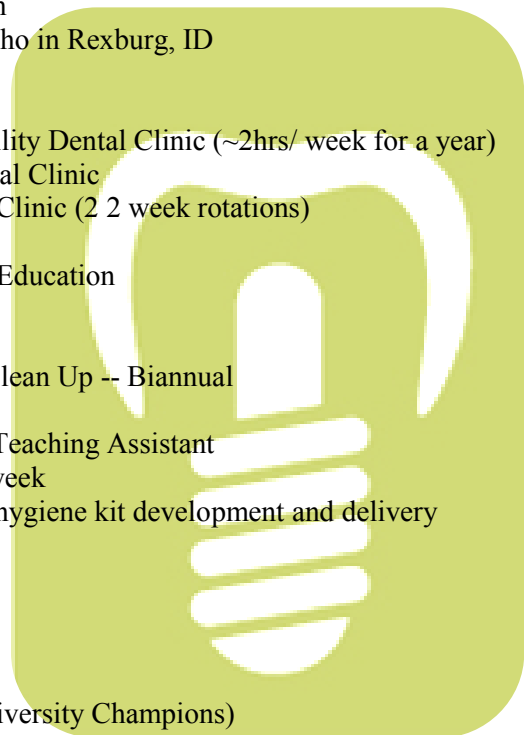 ho in Rexburg, ID
lity Dental Clinic (~2hrs/ week for a year)
al Clinic
Clinic (2 2 week rotations)
Education
lean Up -- Biannual
Teaching Assistant
veek
hygiene kit development and delivery
iversity Champions)